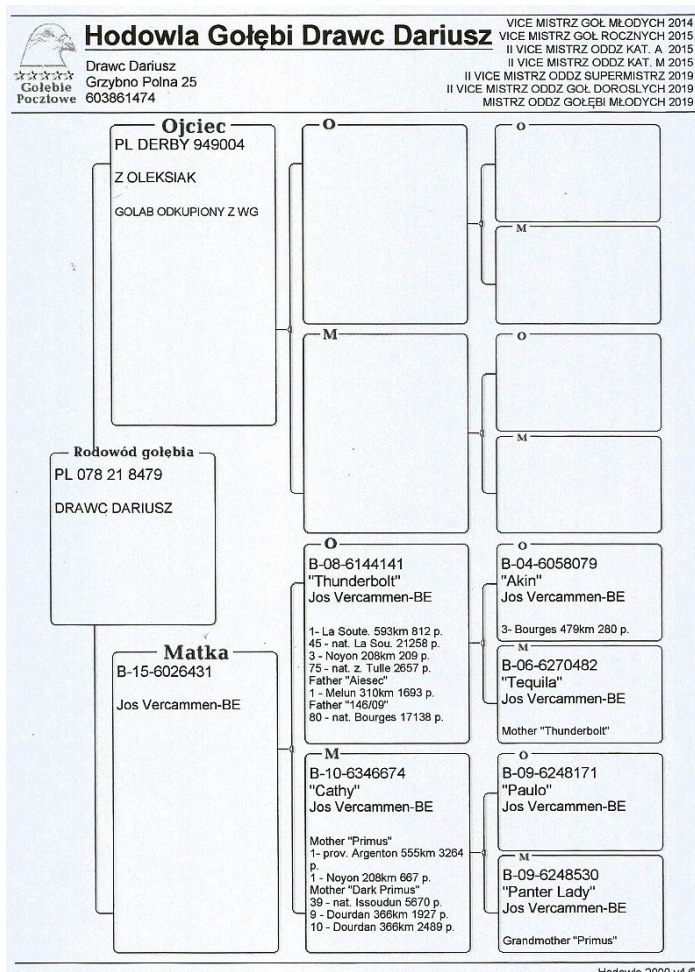 Hodowla Gołębi Drawc Dariusz
Drawc Dariusz
Grzybno Polna 25
603861474
Gołębie
Pocztowe
VICE MISTRZ GOŁ MŁODYCH 2014
VICE MISTRZ GOŁ ROCZNYCH 2015
II VICE MISTRZ ODDZ KAT. A 2015
II VICE MISTRZ ODDZ KAT. M 2015
II VICE MISTRZ ODDZ SUPERMISTRZ 2019
II VICE MISTRZ ODDZ GOŁ DOROSLYCH 2019
MISTRZ ODDZ GOŁĘBI MŁODYCH 2019
Ojciec
PL DERBY 949004
Z OLEKSIAK
GOLAB ODKUPIONY Z WG
O
O
M
M
O
M
Rodowód gołębia
PL 078 21 8479
DRAWC DARIUSZ
Matka
B-15-6026431
Jos Vercammen-BE
O
B-08-6144141
"Thunderbolt"
Jos Vercammen-BE
1- La Soute. 593km 812 p.
45 - nat. La Sou. 21258 p.
3 - Noyon 208km 209 p.
75 - nat. z. Tulle 2657 p.
Father "Aiesec"
1 - Melun 310km 1693 p.
Father "146/09"
80 - nat. Bourges 17138 p.
O
B-04-6058079
"Akin"
Jos Vercammen-BE
3- Bourges 479km 280 p.
M
B-06-6270482
"Tequila"
Jos Vercammen-BE
Mother "Thunderbolt"
M
B-10-6346674
"Cathy"
Jos Vercammen-BE
Mother "Primus"
1- prov. Argenton 555km 3264
p.
1 - Noyon 208km 667 p.
Mother "Dark Primus"
39 - nat. Issoudun 5670 p.
9 - Dourdan 366km 1927 p.
10 - Dourdan 366km 2489 p.
O
B-09-6248171
"Paulo"
Jos Vercammen-BE
M
B-09-6248530
"Panter Lady"
Jos Vercammen-BE
Grandmother "Primus"